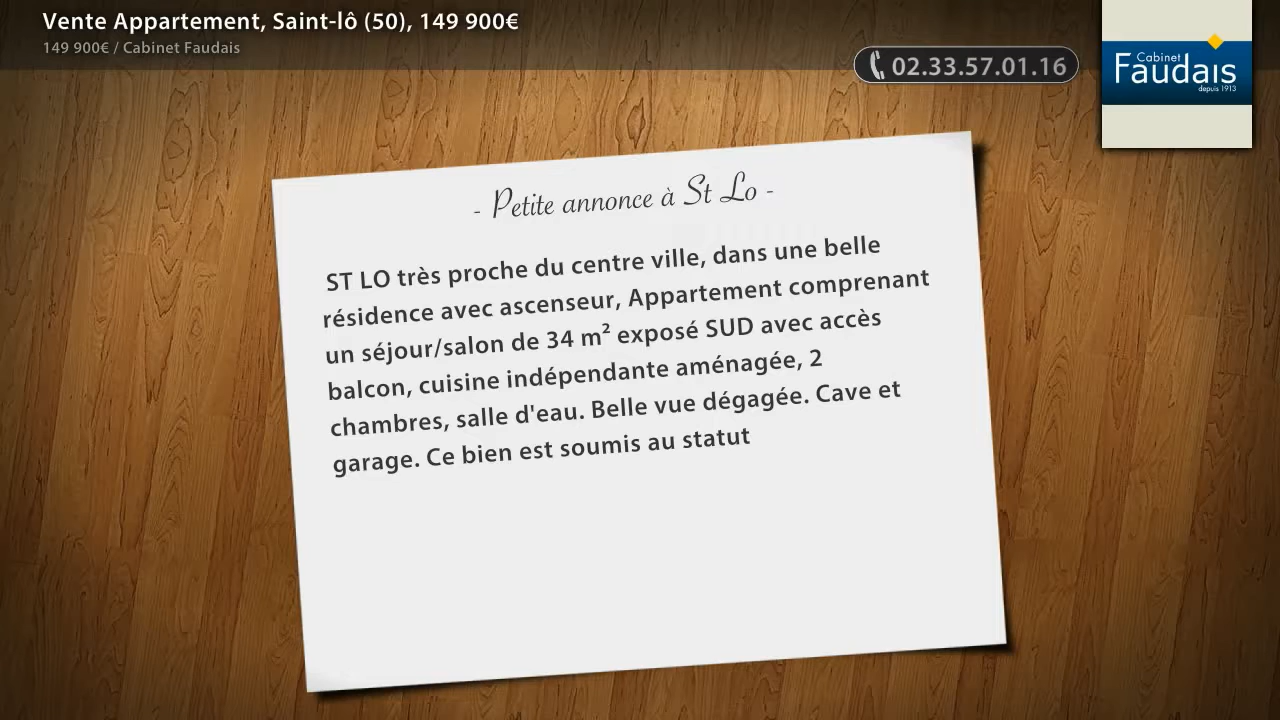 Vente Appartement, Saint-lô (50), 149 900€
149 900€ / Cabinet Faudais
02.33.57.01.16
Cabinet
Faudais
depuis 1913
- Petite annonce à St Lo -
ST LO très proche du centre ville, dans une belle
résidence avec ascenseur, Appartement comprenant
un séjour/salon de 34 m² exposé SUD avec accès
balcon, cuisine indépendante aménagée, 2
chambres, salle d'eau. Belle vue dégagée. Cave et
garage. Ce bien est soumis au statut